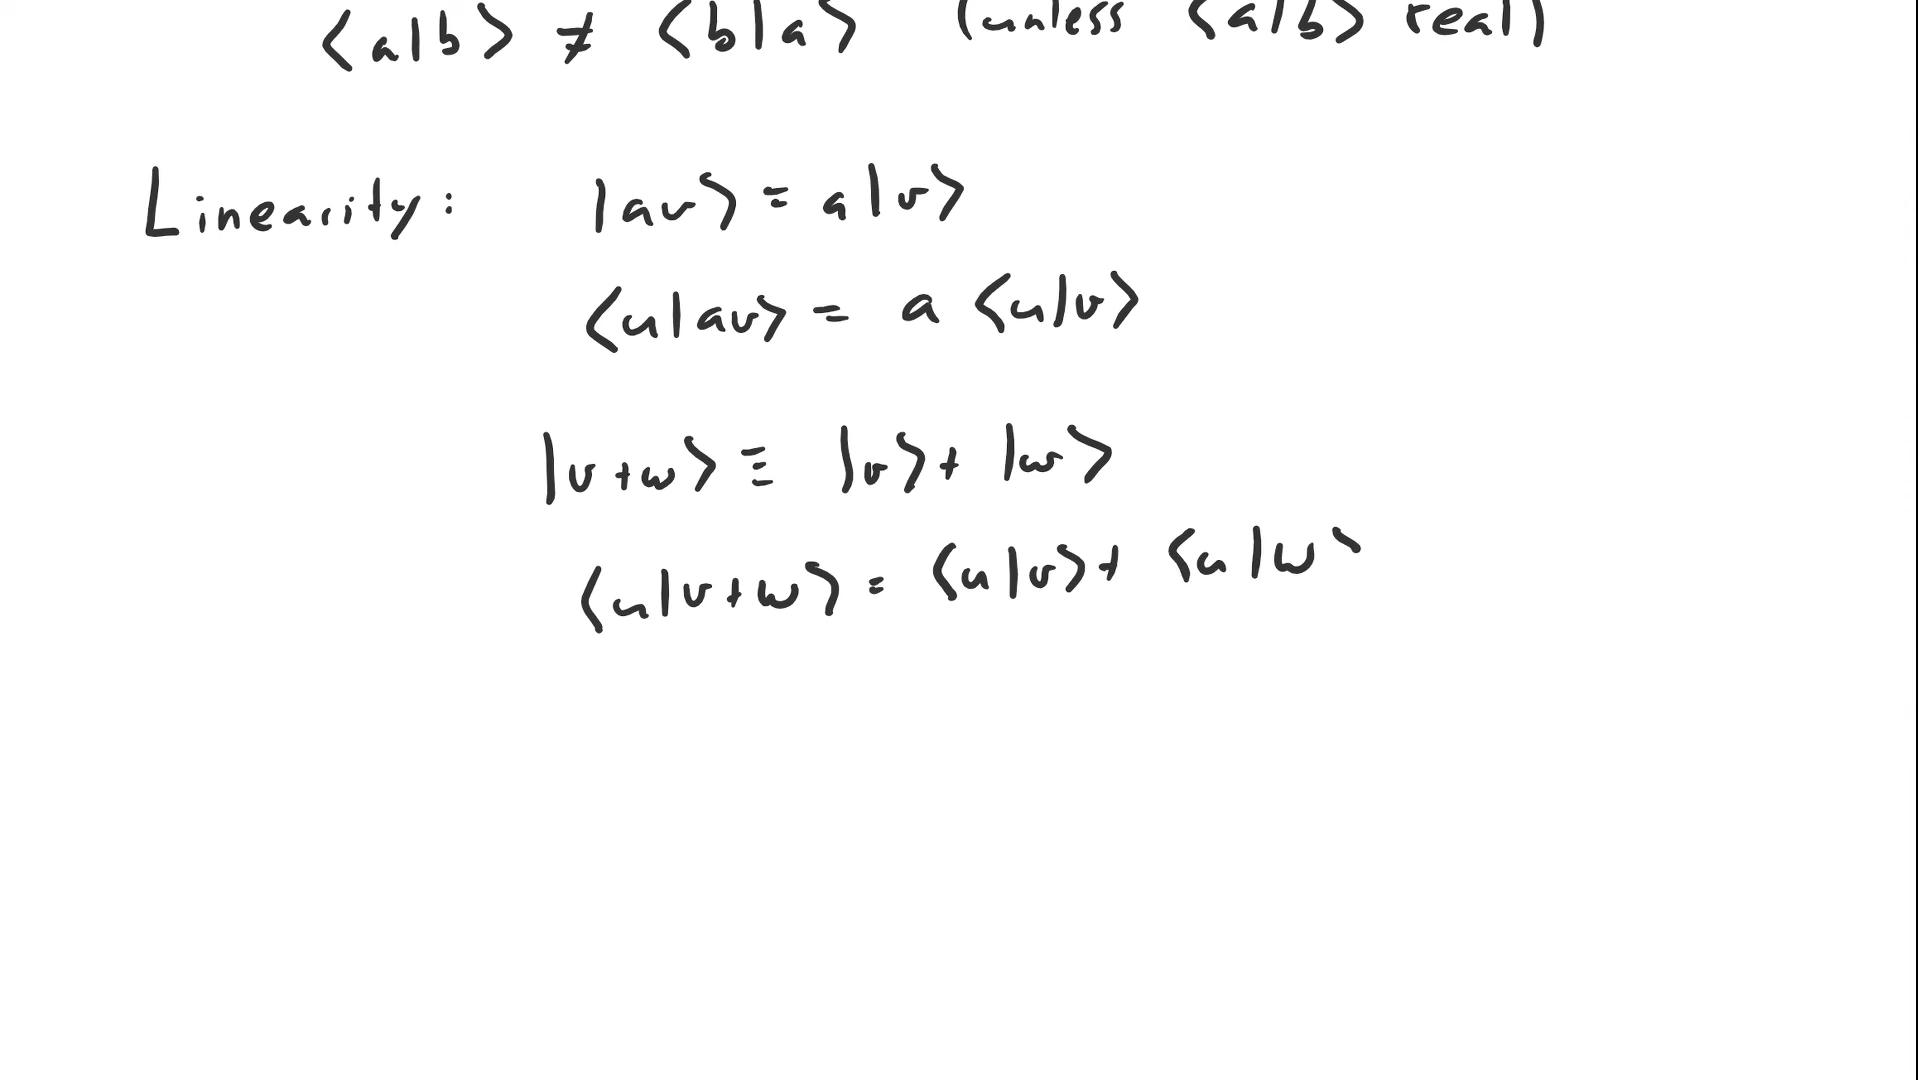 ⟨a|b⟩ ≠ ⟨b|a⟩ (unless ⟨a|b⟩ real)
Linearity: |av⟩ = a|v⟩
⟨u|av⟩ = a⟨u|v⟩
|v+w⟩ ≡ |v⟩ + |w⟩
⟨u|v+w⟩ = ⟨u|v⟩ + ⟨u|w⟩